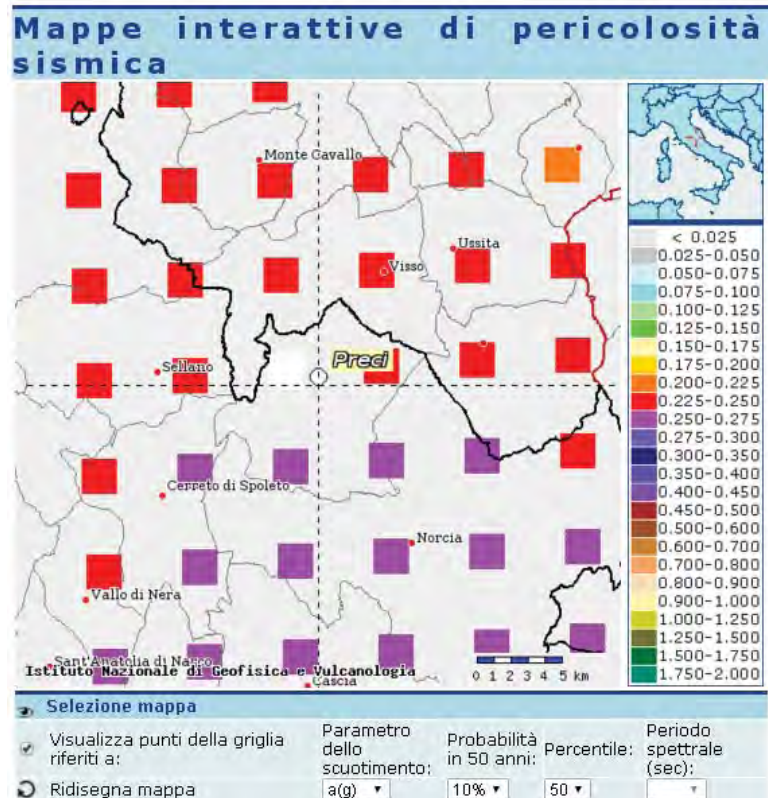 Mappe interattive di pericolosità
sismica
Monte Cavallo
Ussita
Visso
Preci
Sellano
Cerreto di Spoleto
Norcia
Vallo di Nera
Sant'Anatolia di Narco
Istituto Nazionale di Geofisica e Vulcanologia
Cascia
0 1 2 3 4 5 km
< 0.025
0.025-0.050
0.050-0.075
0.075-0.100
0.100-0.125
0.125-0.150
0.150-0.175
0.175-0.200
0.200-0.225
0.225-0.250
0.250-0.275
0.275-0.300
0.300-0.350
0.350-0.400
0.400-0.450
0.450-0.500
0.500-0.600
0.600-0.700
0.700-0.800
0.800-0.900
0.900-1.000
1.000-1.250
1.250-1.500
1.500-1.750
1.750-2.000
Selezione mappa
Visualizza punti della griglia
riferiti a:
Parametro
dello
scuotimento:
Probabilità
in 50 anni:
Percentile:
Periodo
spettrale
(sec):
Ridisegna mappa
a(g)
10%
50